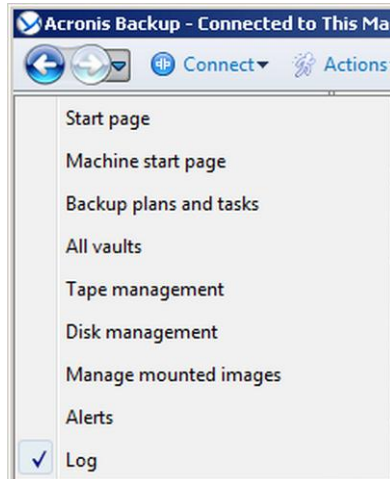 Acronis Backup - Connected to This Ma
Connect Actions
Start page
Machine start page
Backup plans and tasks
All vaults
Tape management
Disk management
Manage mounted images
Alerts
Log